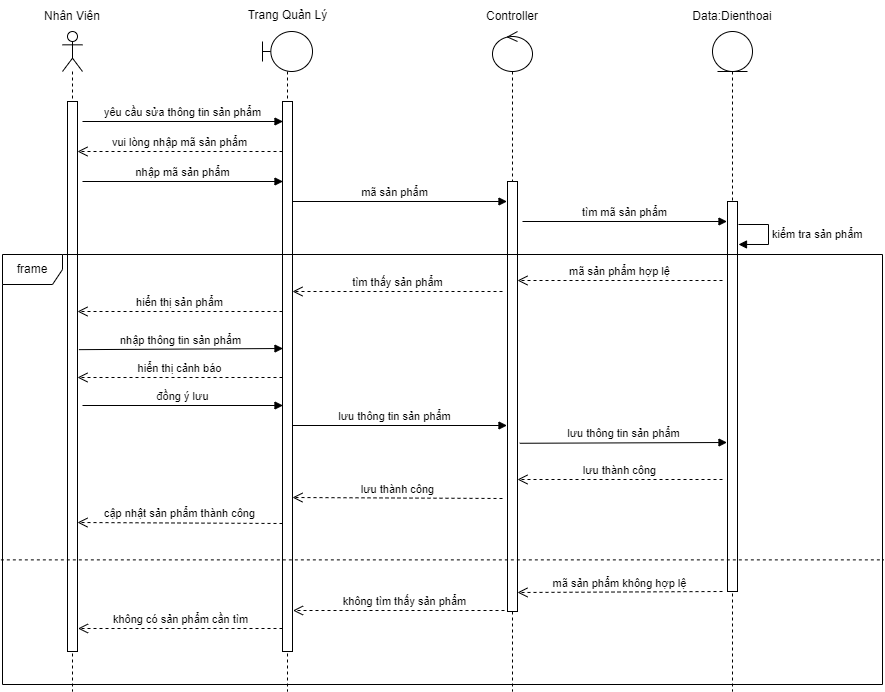 Nhân Viên
Trang Quản Lý
Controller
Data:Dienthoai
yêu cầu sửa thông tin sản phẩm
vui lòng nhập mã sản phẩm
nhập mã sản phẩm
mã sản phẩm
tìm mã sản phẩm
kiểm tra sản phẩm
frame
mã sản phẩm hợp lệ
tìm thấy sản phẩm
hiển thị sản phẩm
nhập thông tin sản phẩm
hiển thị cảnh báo
đồng ý lưu
lưu thông tin sản phẩm
lưu thông tin sản phẩm
lưu thành công
lưu thành công
cập nhật sản phẩm thành công
mã sản phẩm không hợp lệ
không tìm thấy sản phẩm
không có sản phẩm cần tìm